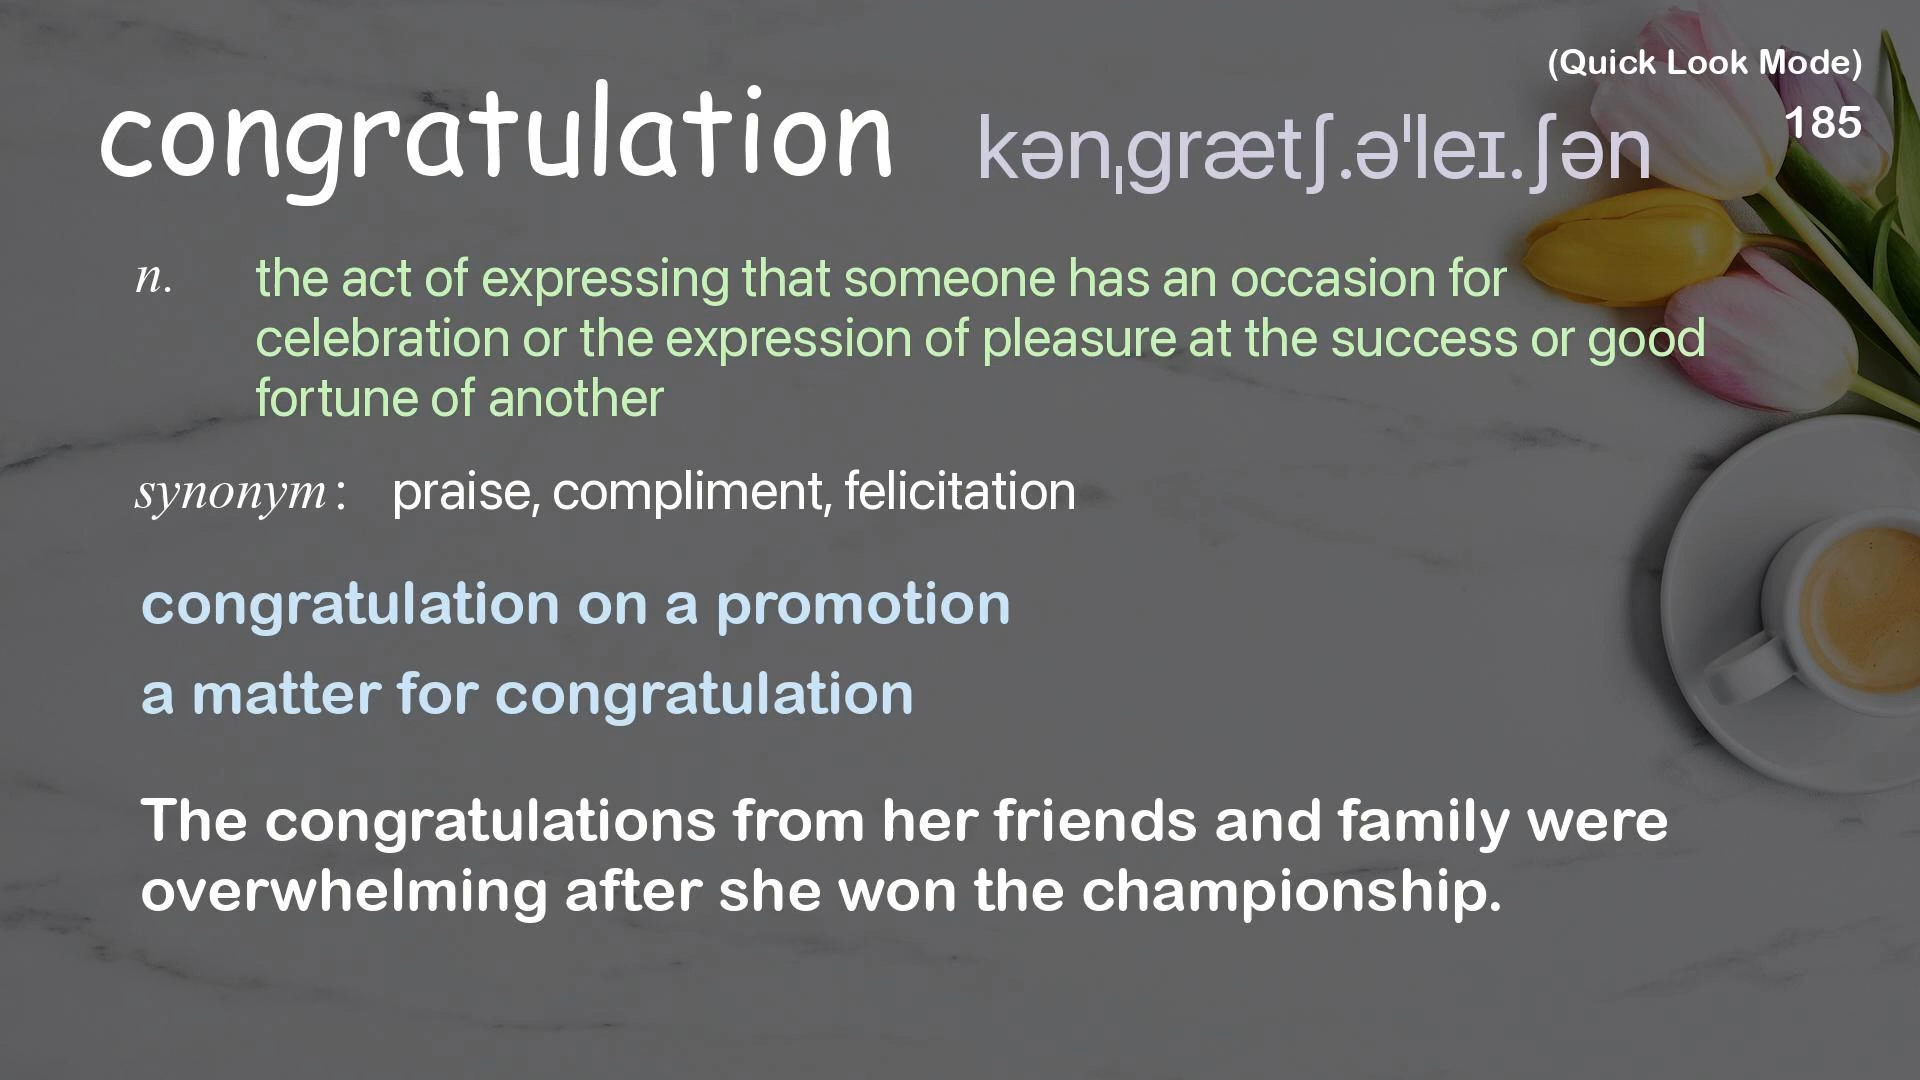 (Quick Look Mode)
185
congratulation kənˌɡrætʃ.əˈleɪ.ʃən
n. the act of expressing that someone has an occasion for
celebration or the expression of pleasure at the success or good
fortune of another
synonym : praise, compliment, felicitation
congratulation on a promotion
a matter for congratulation
The congratulations from her friends and family were
overwhelming after she won the championship.